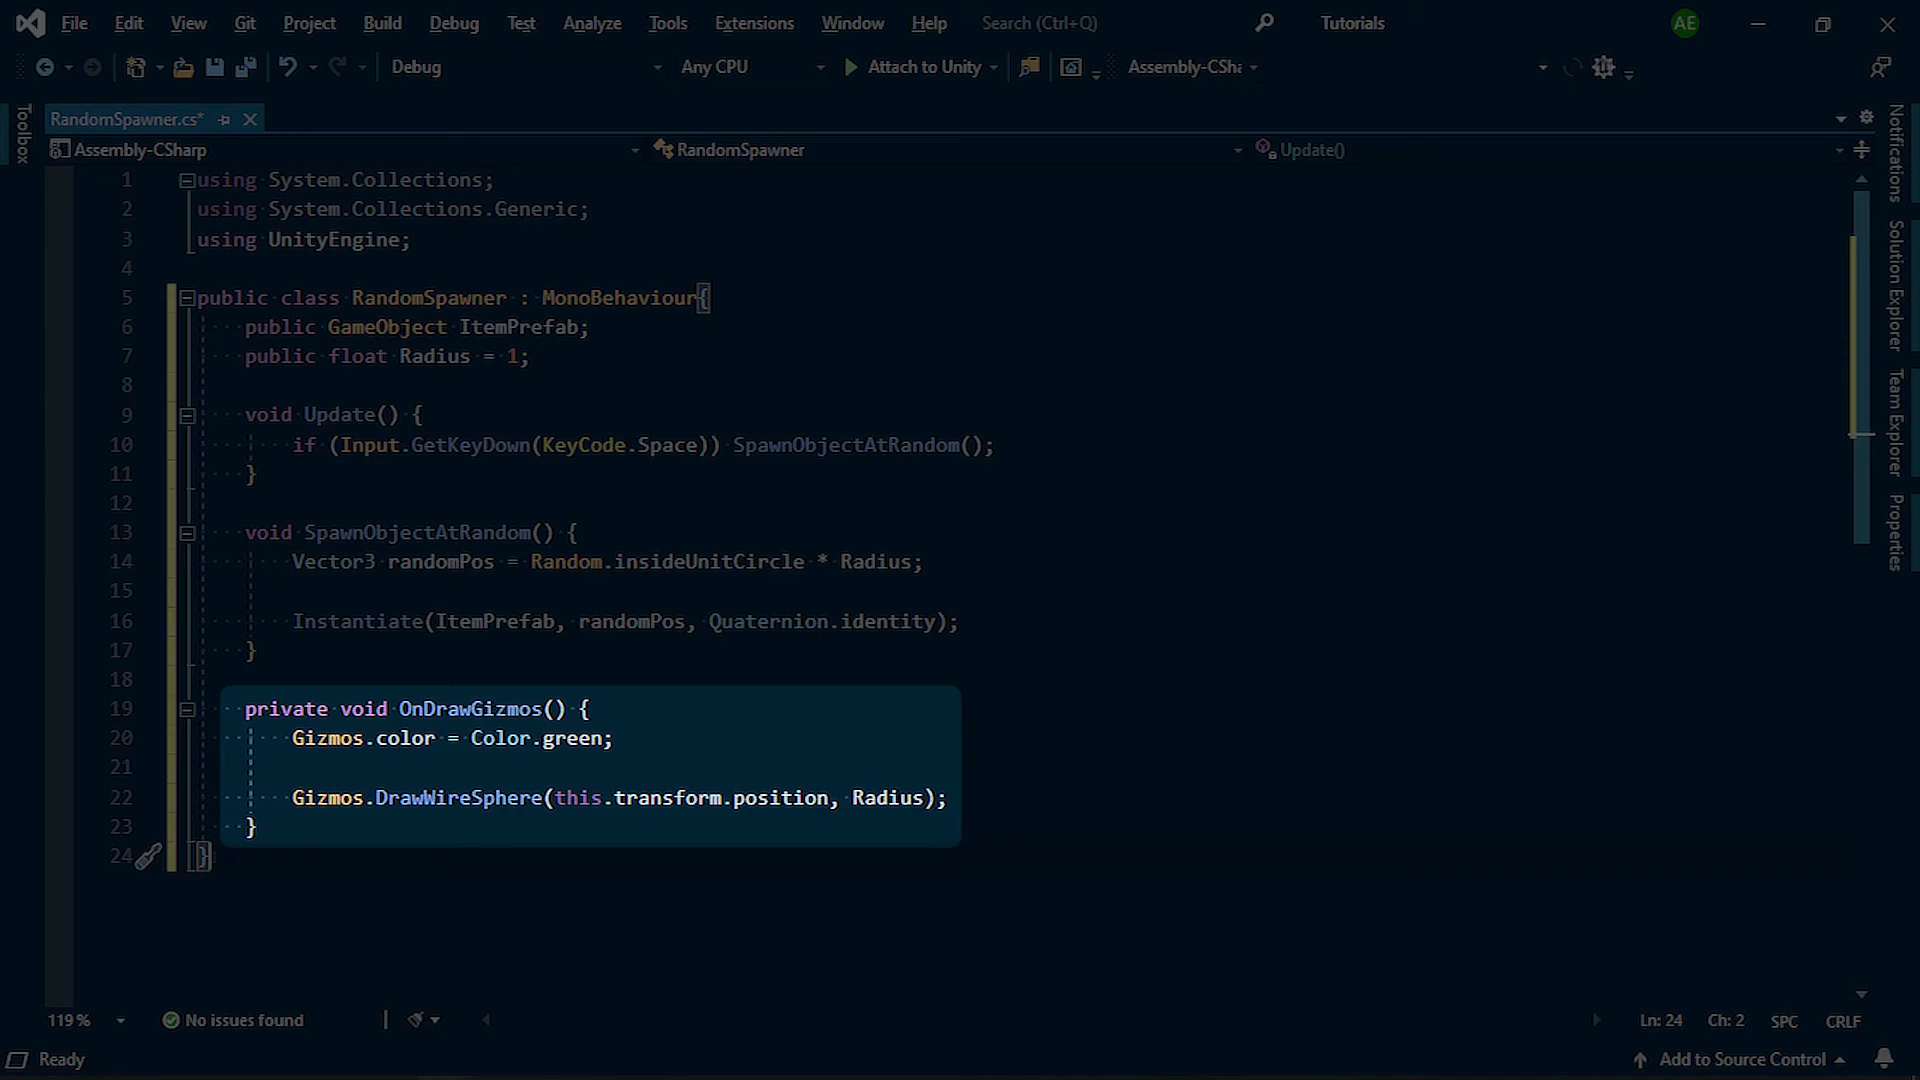 File Edit View Git Project Build Debug Test Analyze Tools Extensions Window Help Search (Ctrl+Q) Tutorials AE
Debug Any CPU Attach to Unity Assembly-CSha
Toolbox
RandomSpawner.cs*
Assembly-CSharp RandomSpawner Update()
1 using System.Collections;
2 using System.Collections.Generic;
3 using UnityEngine;
4
5 public class RandomSpawner : MonoBehaviour{
6 public GameObject ItemPrefab;
7 public float Radius = 1;
8
9 void Update() {
10 if (Input.GetKeyDown(KeyCode.Space)) SpawnObjectAtRandom();
11 }
12
13 void SpawnObjectAtRandom() {
14 Vector3 randomPos = Random.insideUnitCircle * Radius;
15
16 Instantiate(ItemPrefab, randomPos, Quaternion.identity);
17 }
18
19 private void OnDrawGizmos() {
20 Gizmos.color = Color.green;
21
22 Gizmos.DrawWireSphere(this.transform.position, Radius);
23 }
24 }
Notifications
Solution Explorer
Team Explorer
Properties
119 % No issues found Ln: 24 Ch: 2 SPC CRLF
Ready Add to Source Control